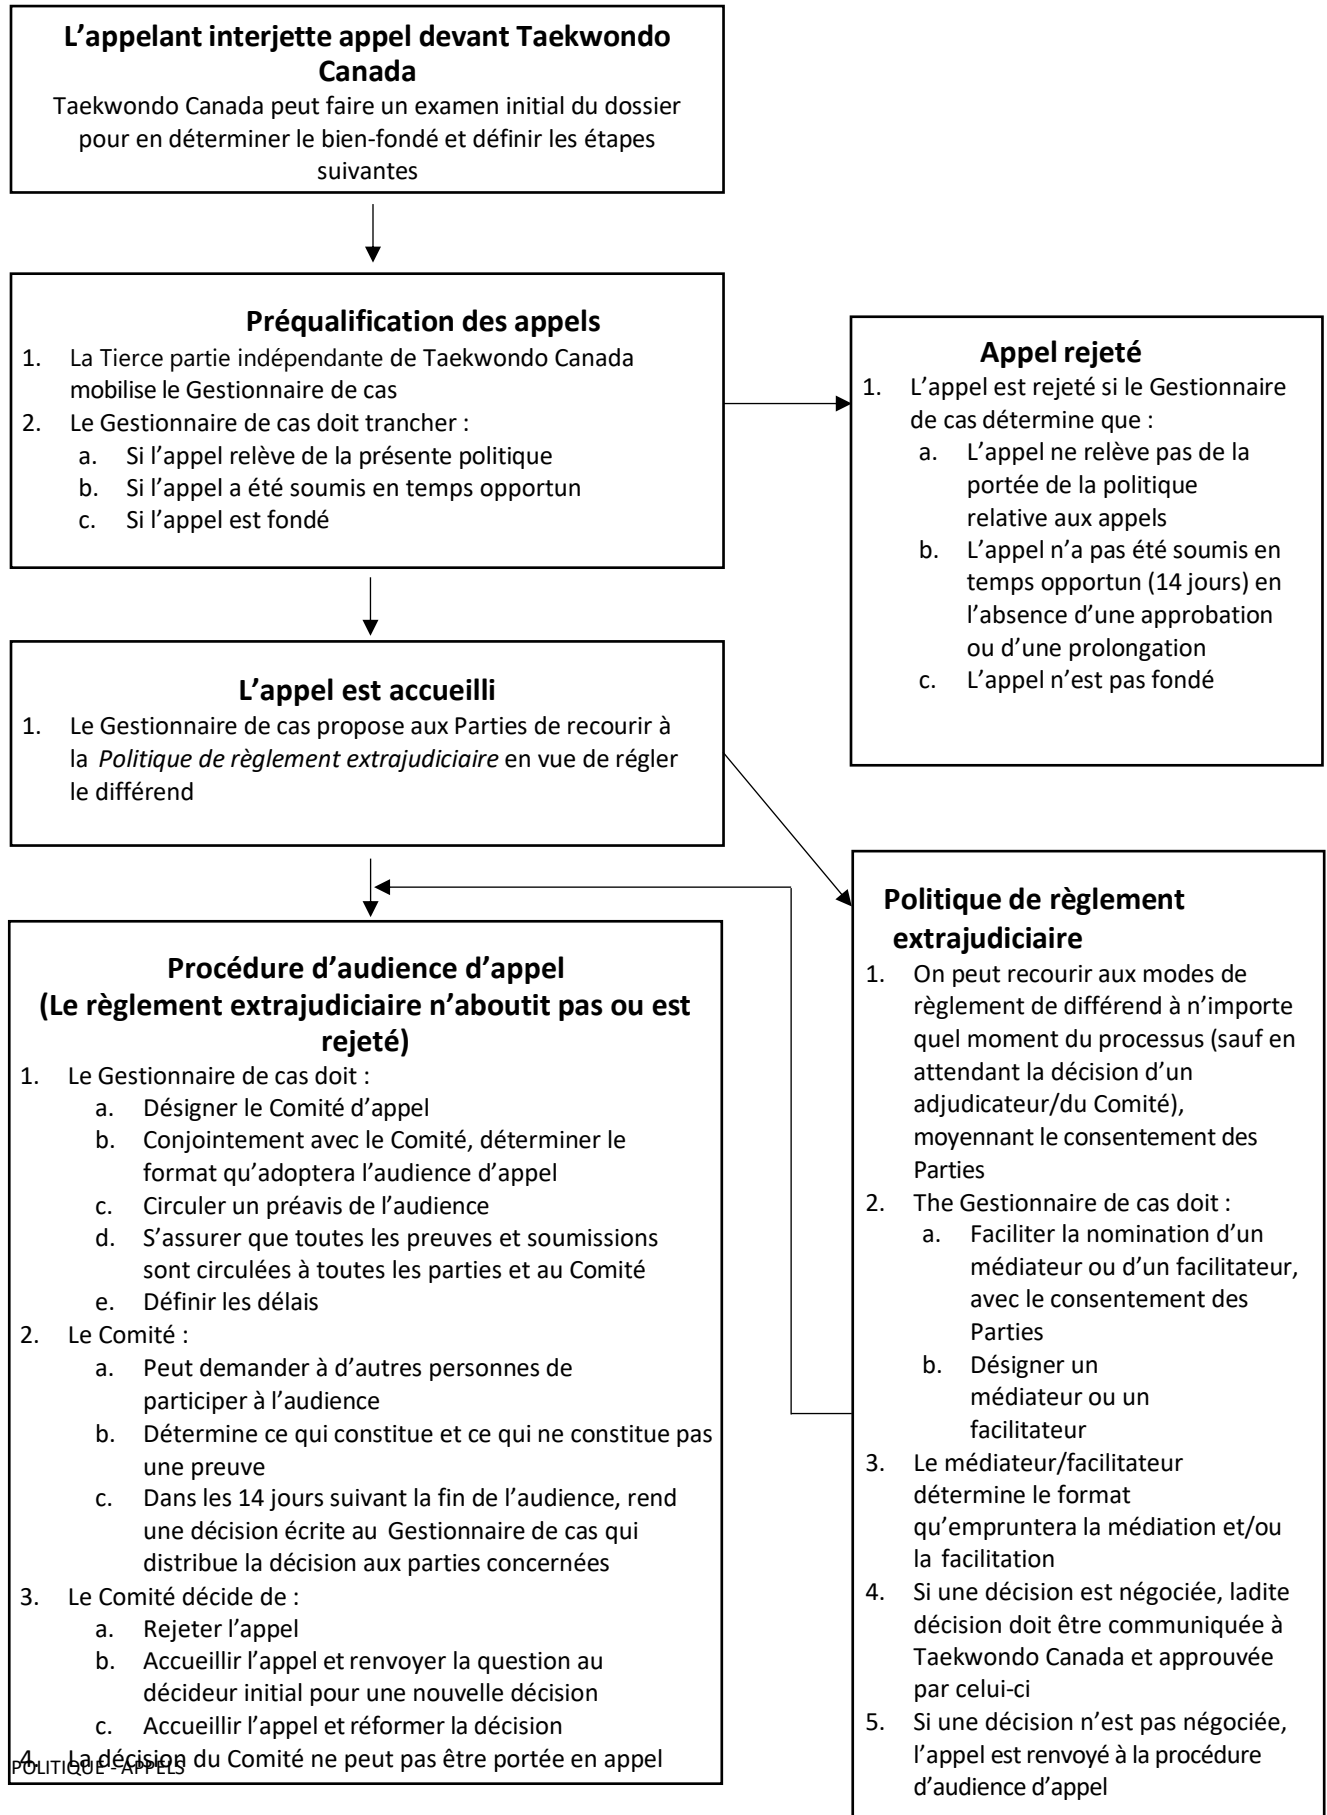 L’appelant interjette appel devant Taekwondo
Canada
Taekwondo Canada peut faire un examen initial du dossier
pour en déterminer le bien-fondé et définir les étapes
suivantes
Préqualification des appels
1. La Tierce partie indépendante de Taekwondo Canada
mobilise le Gestionnaire de cas
2. Le Gestionnaire de cas doit trancher :
a. Si l’appel relève de la présente politique
b. Si l’appel a été soumis en temps opportun
c. Si l’appel est fondé
Appel rejeté
1. L’appel est rejeté si le Gestionnaire
de cas détermine que :
a. L’appel ne relève pas de la
portée de la politique
relative aux appels
b. L’appel n’a pas été soumis en
temps opportun (14 jours) en
l’absence d’une approbation
ou d’une prolongation
c. L’appel n’est pas fondé
L’appel est accueilli
1. Le Gestionnaire de cas propose aux Parties de recourir à
la Politique de règlement extrajudiciaire en vue de régler
le différend
Procédure d’audience d’appel
(Le règlement extrajudiciaire n’aboutit pas ou est
rejeté)
1. Le Gestionnaire de cas doit :
a. Désigner le Comité d’appel
b. Conjointement avec le Comité, déterminer le
format qu’adoptera l’audience d’appel
c. Circuler un préavis de l’audience
d. S’assurer que toutes les preuves et soumissions
sont circulées à toutes les parties et au Comité
e. Définir les délais
2. Le Comité :
a. Peut demander à d’autres personnes de
participer à l’audience
b. Détermine ce qui constitue et ce qui ne constitue pas
une preuve
c. Dans les 14 jours suivant la fin de l’audience, rend
une décision écrite au Gestionnaire de cas qui
distribue la décision aux parties concernées
3. Le Comité décide de :
a. Rejeter l’appel
b. Accueillir l’appel et renvoyer la question au
décideur initial pour une nouvelle décision
c. Accueillir l’appel et réformer la décision
4. La décision du Comité ne peut pas être portée en appel
POLITIQUE - APPELS
Politique de règlement
extrajudiciaire
1. On peut recourir aux modes de
règlement de différend à n’importe
quel moment du processus (sauf en
attendant la décision d’un
adjudicateur/du Comité),
moyennant le consentement des
Parties
2. The Gestionnaire de cas doit :
a. Faciliter la nomination d’un
médiateur ou d’un facilitateur,
avec le consentement des
Parties
b. Désigner un
médiateur ou un
facilitateur
3. Le médiateur/facilitateur
détermine le format
qu’empruntera la médiation et/ou
la facilitation
4. Si une décision est négociée, ladite
décision doit être communiquée à
Taekwondo Canada et approuvée
par celui-ci
5. Si une décision n’est pas négociée,
l’appel est renvoyé à la procédure
d’audience d’appel